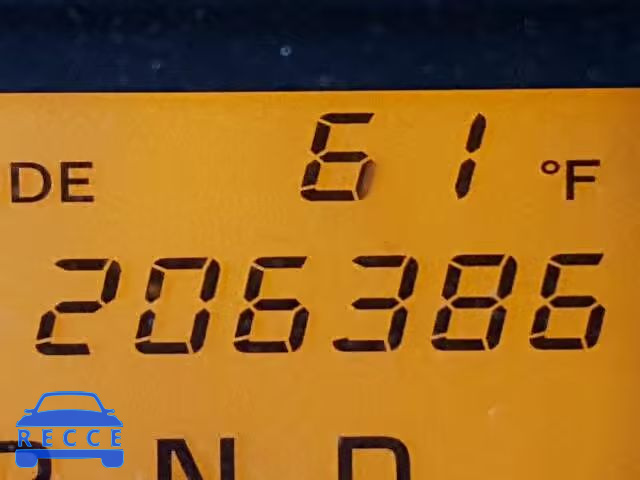 DE 61 °F
206386
R N D
RECCE